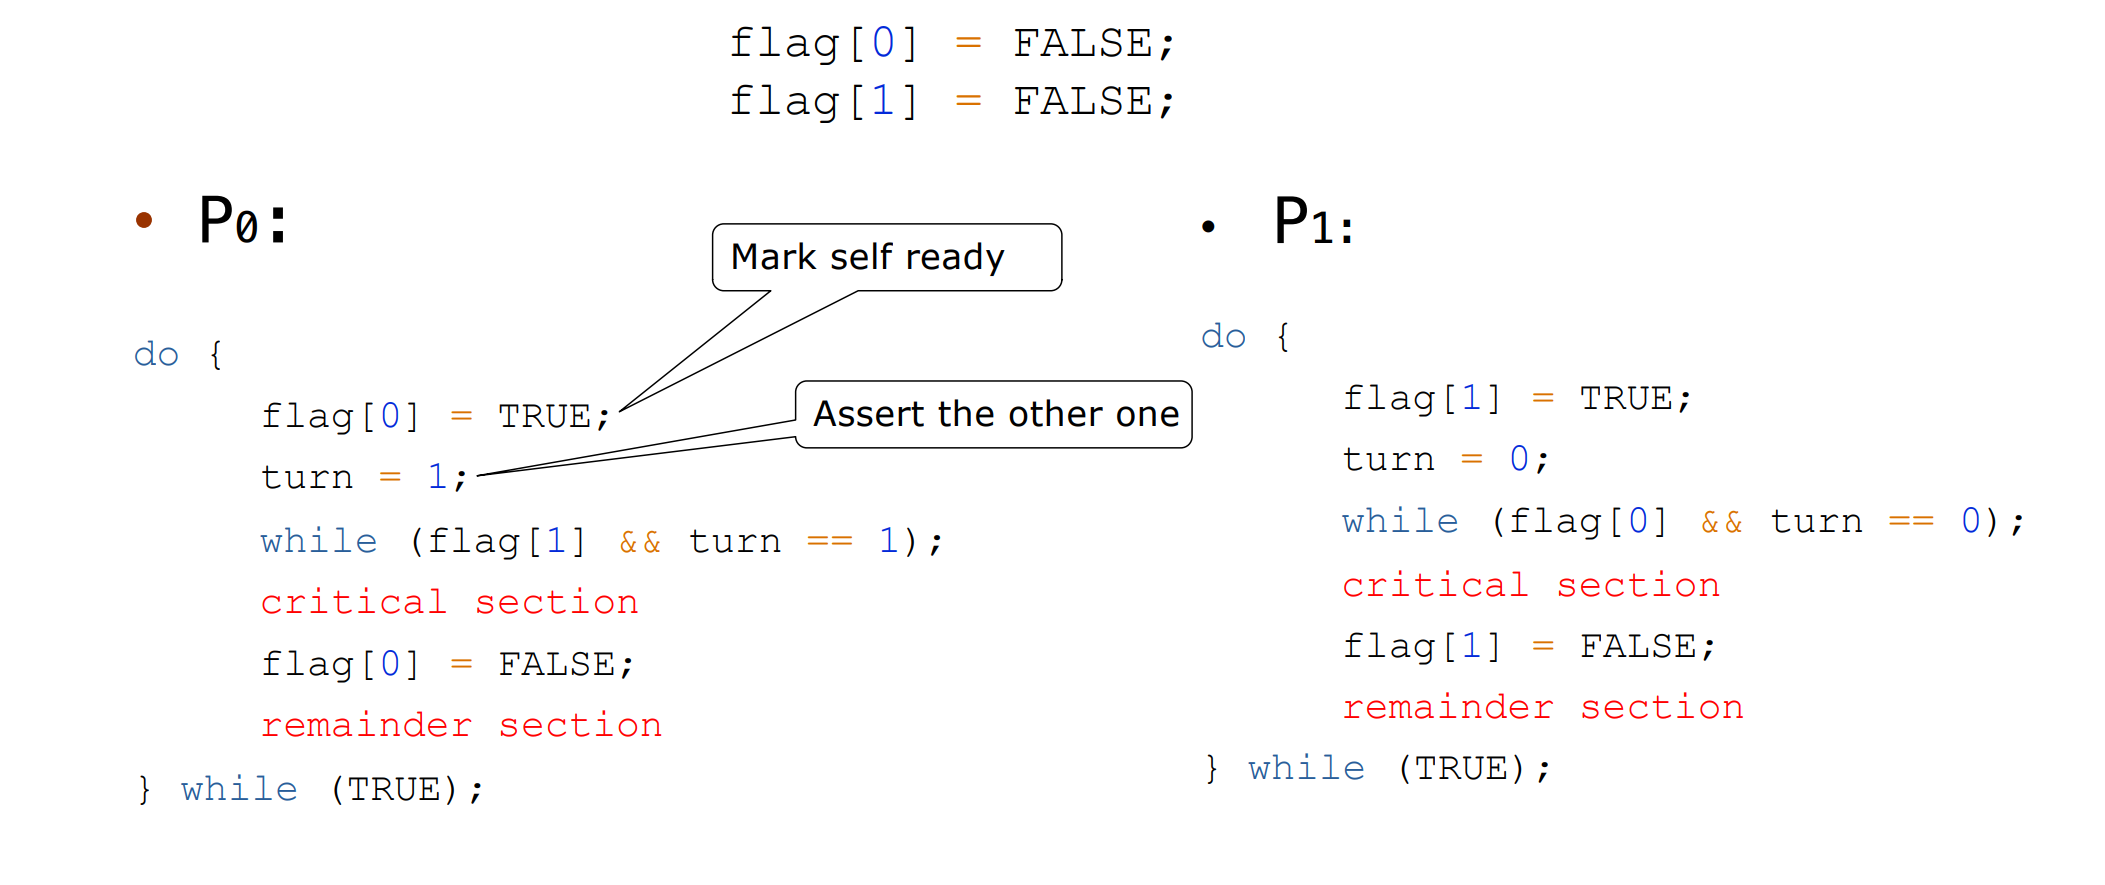 flag[0] = FALSE;
flag[1] = FALSE;
• P0:
Mark self ready
do {
flag[0] = TRUE;
Assert the other one
turn = 1;
while (flag[1] && turn == 1);
critical section
flag[0] = FALSE;
remainder section
} while (TRUE);
• P1:
do {
flag[1] = TRUE;
turn = 0;
while (flag[0] && turn == 0);
critical section
flag[1] = FALSE;
remainder section
} while (TRUE);